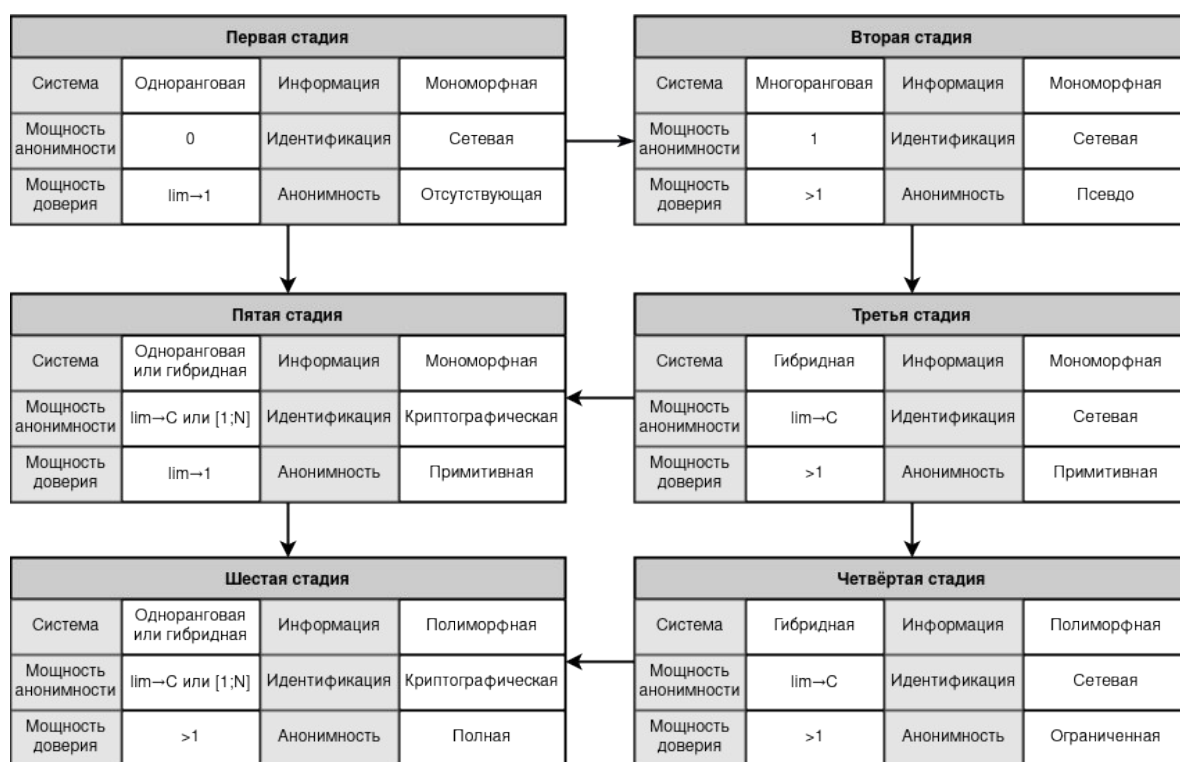 Первая стадия
Система Одноранговая Информация Мономорфная
Мощность анонимности 0 Идентификация Сетевая
Мощность доверия lim→1 Анонимность Отсутствующая
Вторая стадия
Система Многоранговая Информация Мономорфная
Мощность анонимности 1 Идентификация Сетевая
Мощность доверия >1 Анонимность Псевдо
Пятая стадия
Система Одноранговая или гибридная Информация Мономорфная
Мощность анонимности lim→C или [1;N] Идентификация Криптографическая
Мощность доверия lim→1 Анонимность Примитивная
Третья стадия
Система Гибридная Информация Мономорфная
Мощность анонимности lim→C Идентификация Сетевая
Мощность доверия >1 Анонимность Примитивная
Шестая стадия
Система Одноранговая или гибридная Информация Полиморфная
Мощность анонимности lim→C или [1;N] Идентификация Криптографическая
Мощность доверия >1 Анонимность Полная
Четвёртая стадия
Система Гибридная Информация Полиморфная
Мощность анонимности lim→C Идентификация Сетевая
Мощность доверия >1 Анонимность Ограниченная